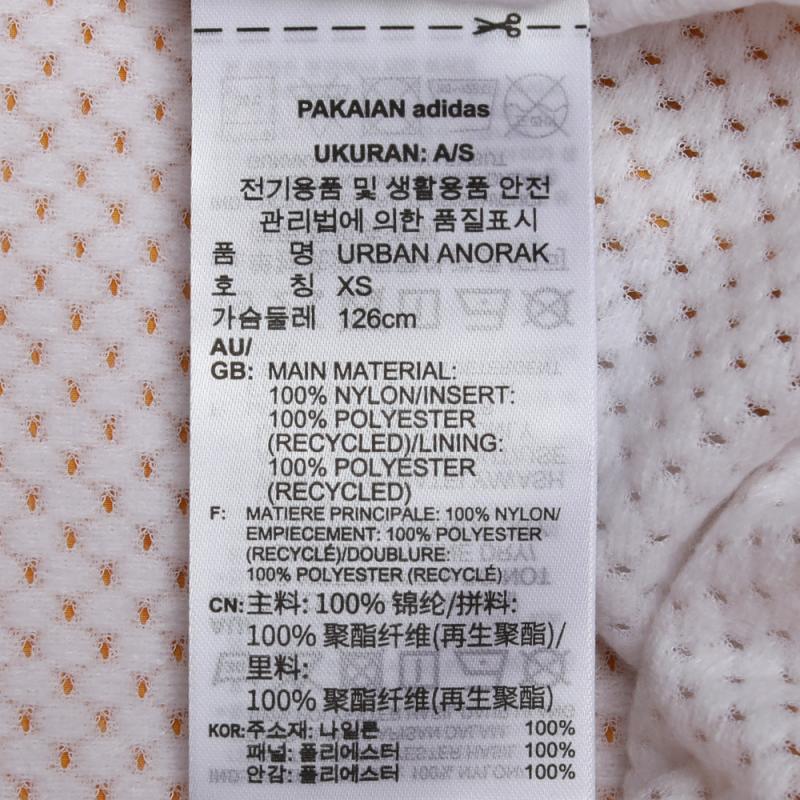 PAKAIAN adidas
UKURAN: A/S
전기용품 및 생활용품 안전
관리법에 의한 품질표시
품 명 URBAN ANORAK
호 칭 XS
가슴둘레 126cm
AU/
GB: MAIN MATERIAL:
100% NYLON/INSERT:
100% POLYESTER
(RECYCLED)/LINING:
100% POLYESTER
(RECYCLED)
F: MATIERE PRINCIPALE: 100% NYLON/
EMPIECEMENT: 100% POLYESTER
(RECYCLÉ)/DOUBLURE:
100% POLYESTER (RECYCLÉ)
CN: 主料: 100% 锦纶/拼料:
100% 聚酯纤维(再生聚酯)/
里料:
100% 聚酯纤维(再生聚酯)
KOR: 주소재: 나일론 100%
패널: 폴리에스터 100%
안감: 폴리에스터 100%